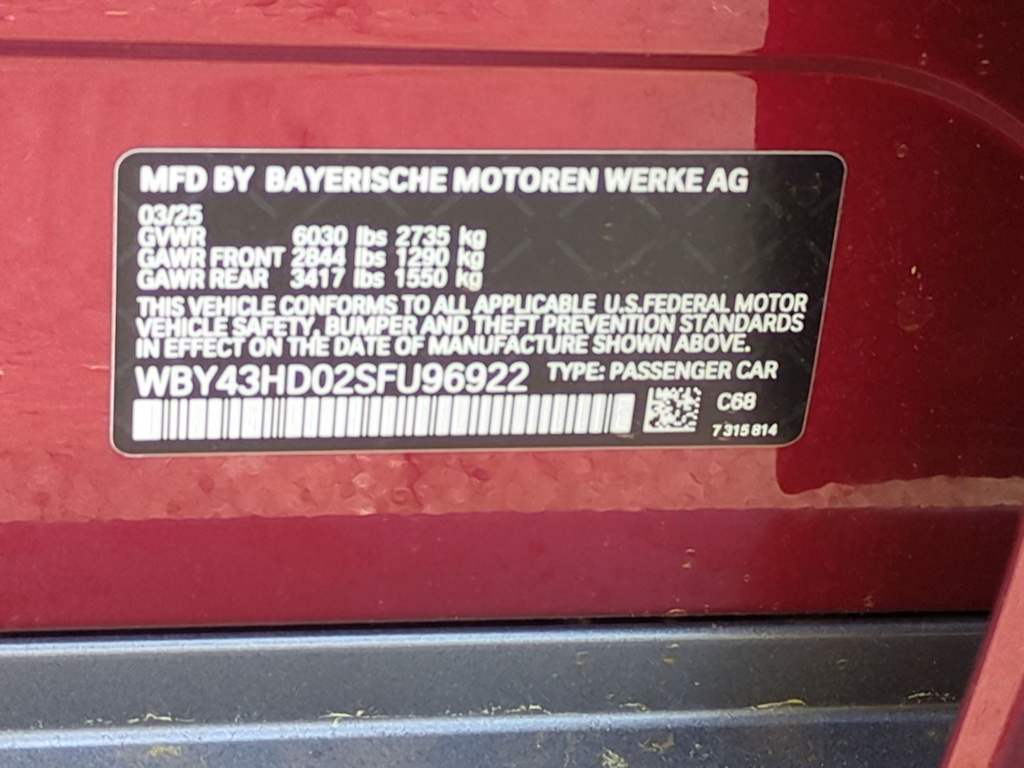 MFD BY BAYERISCHE MOTOREN WERKE AG
03/25
GVWR 6030 lbs 2735 kg
GAWR FRONT 2844 lbs 1290 kg
GAWR REAR 3417 lbs 1550 kg
THIS VEHICLE CONFORMS TO ALL APPLICABLE U.S.FEDERAL MOTOR
VEHICLE SAFETY, BUMPER AND THEFT PREVENTION STANDARDS
IN EFFECT ON THE DATE OF MANUFACTURE SHOWN ABOVE.
WBY43HD02SFU96922 TYPE: PASSENGER CAR
C68
7 315 814